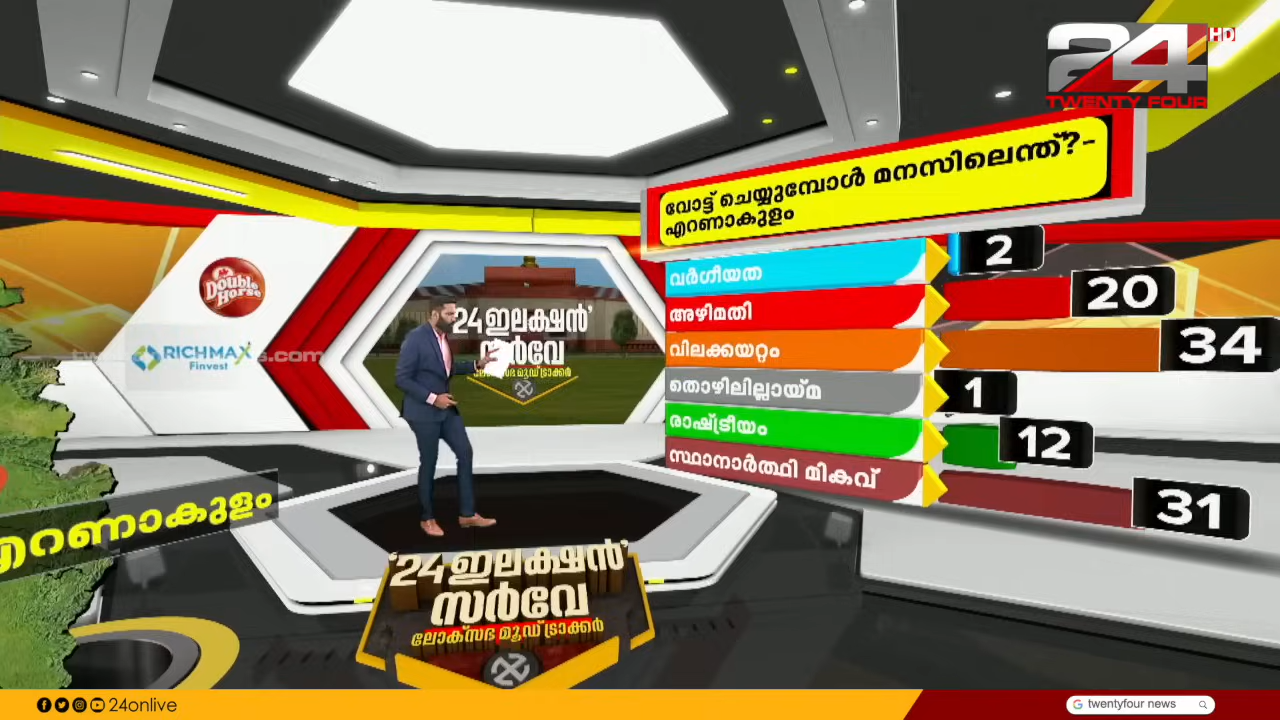 24
HD
TWENTY FOUR
വോട്ട് ചെയ്യുമ്പോൾ മനസിലെന്ത്?-
എറണാകുളം
വർഗീയത 2
അഴിമതി 20
വിലക്കയറ്റം 34
തൊഴിലില്ലായ്മ 1
രാഷ്ട്രീയം 12
സ്ഥാനാർത്ഥി മികവ് 31
Double
Horse
RICHMAX
Finvest
'24 ഇലക്ഷൻ'
സർവേ
ലോക്സഭ മൂഡ് ട്രാക്കർ
എറണാകുളം
'24 ഇലക്ഷൻ'
സർവേ
ലോക്സഭ മൂഡ് ട്രാക്കർ
24onlive
twentyfour news